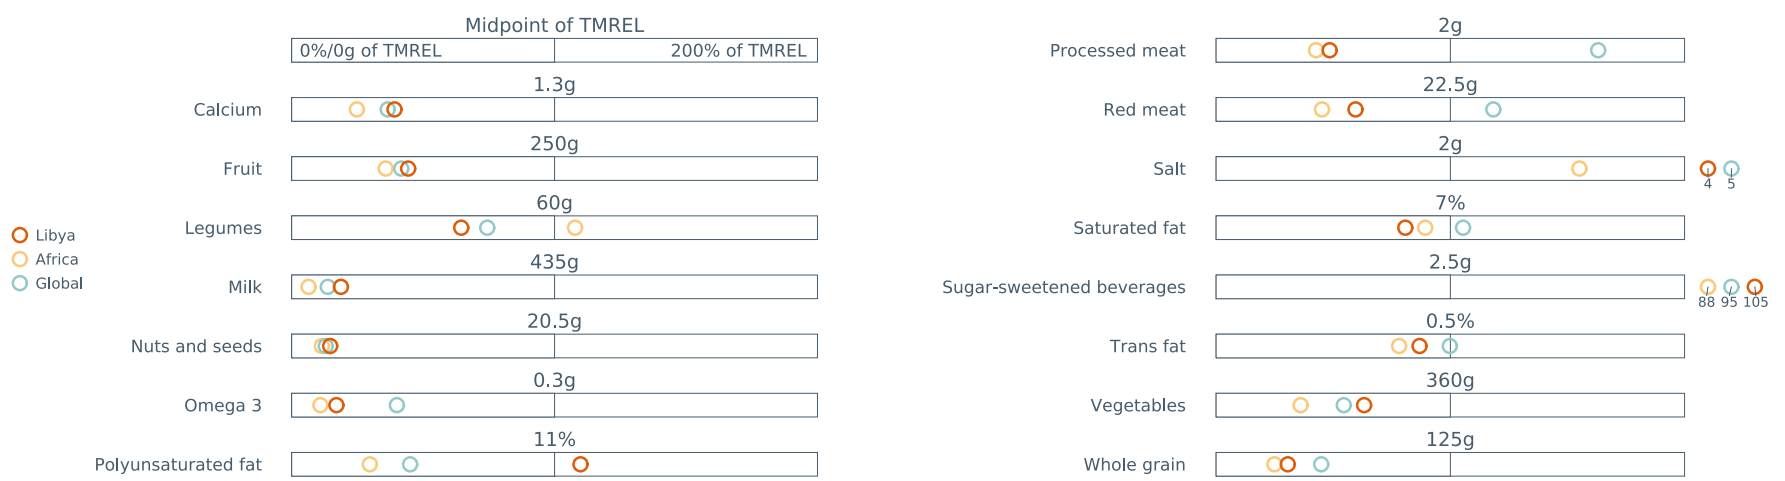 Midpoint of TMREL
0%/0g of TMREL 200% of TMREL
1.3g
Calcium
250g
Fruit
60g
Legumes
435g
Milk
20.5g
Nuts and seeds
0.3g
Omega 3
11%
Polyunsaturated fat
Libya
Africa
Global
2g
Processed meat
22.5g
Red meat
2g
Salt
4 5
7%
Saturated fat
2.5g
Sugar-sweetened beverages
88 95 105
0.5%
Trans fat
360g
Vegetables
125g
Whole grain